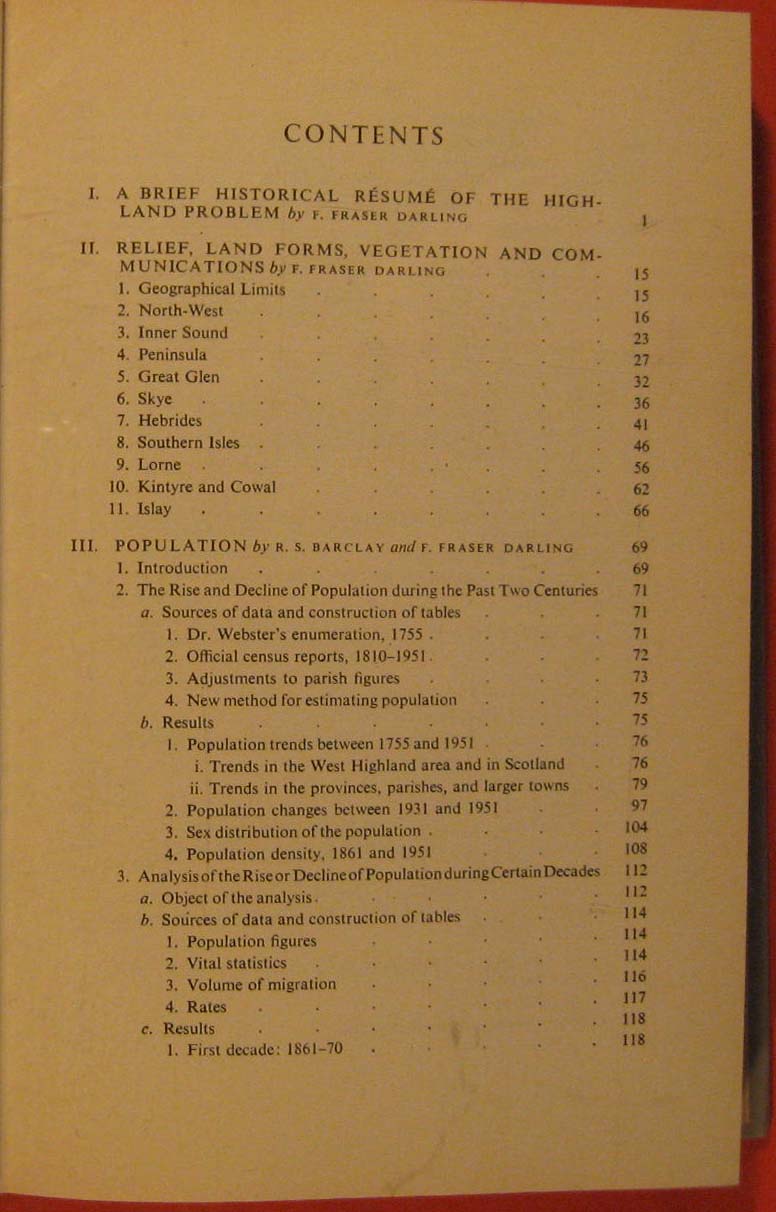 CONTENTS
I. A BRIEF HISTORICAL RÉSUMÉ OF THE HIGH-
LAND PROBLEM by F. FRASER DARLING 1
II. RELIEF, LAND FORMS, VEGETATION AND COM-
MUNICATIONS by F. FRASER DARLING . . . 15
1. Geographical Limits . . . . . . 15
2. North-West . . . . . . . 16
3. Inner Sound . . . . . . . 23
4. Peninsula . . . . . . . 27
5. Great Glen . . . . . . . 32
6. Skye . . . . . . . . 36
7. Hebrides . . . . . . . 41
8. Southern Isles . . . . . . . 46
9. Lorne . . . . . . . . 56
10. Kintyre and Cowal . . . . . . 62
11. Islay . . . . . . . . 66
III. POPULATION by R. S. BARCLAY and F. FRASER DARLING 69
1. Introduction . . . . . . . 69
2. The Rise and Decline of Population during the Past Two Centuries 71
a. Sources of data and construction of tables . . . 71
1. Dr. Webster's enumeration, 1755 . . . . 71
2. Official census reports, 1810–1951 . . . . 72
3. Adjustments to parish figures . . . . 73
4. New method for estimating population . . . 75
b. Results . . . . . . . 75
1. Population trends between 1755 and 1951 . . . 76
i. Trends in the West Highland area and in Scotland . 76
ii. Trends in the provinces, parishes, and larger towns . 79
2. Population changes between 1931 and 1951 . . 97
3. Sex distribution of the population . . . . 104
4. Population density, 1861 and 1951 . . . 108
3. Analysis of the Rise or Decline of Population during Certain Decades 112
a. Object of the analysis . . . . . . 112
b. Sources of data and construction of tables . . . 114
1. Population figures . . . . . 114
2. Vital statistics . . . . . . 114
3. Volume of migration . . . . . 116
4. Rates . . . . . . . 117
c. Results . . . . . . . 118
1. First decade: 1861–70 . . . . . 118